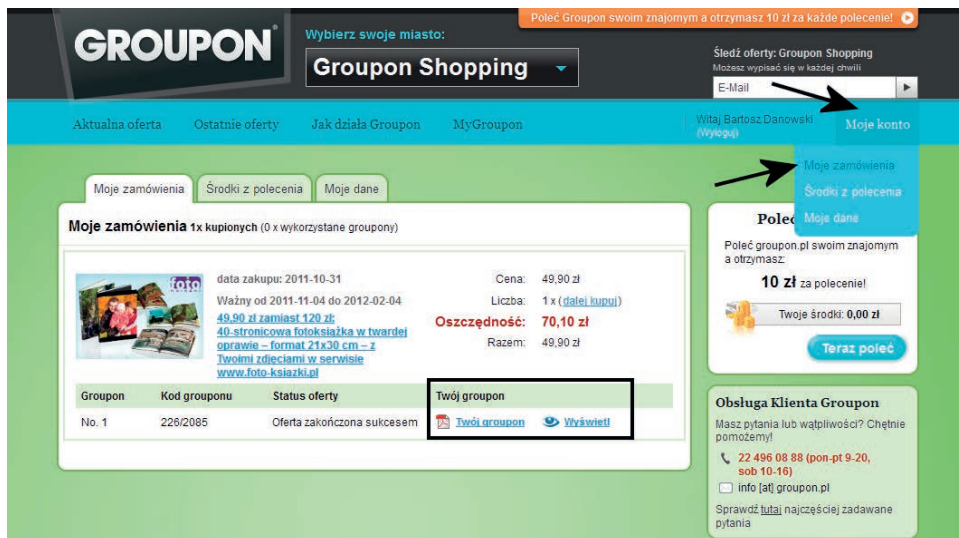 Poleć Groupon swoim znajomym a otrzymasz 10 zł za każde polecenie!
GROUPON
Wybierz swoje miasto:
Groupon Shopping
Śledź oferty: Groupon Shopping
Możesz wypisać się w każdej chwili
E-Mail
Aktualna oferta
Ostatnie oferty
Jak działa Groupon
MyGroupon
Witaj Bartosz Danowski
(Wyloguj)
Moje konto
Moje zamówienia
Środki z polecenia
Moje dane
Moje zamówienia
Środki z polecenia
Moje dane
Moje zamówienia 1x kupionych (0 x wykorzystane groupony)
foto
data zakupu: 2011-10-31
Ważny od 2011-11-04 do 2012-02-04
49,90 zł zamiast 120 zł:
40-stronicowa fotoksiążka w twardej
oprawie – format 21x30 cm – z
Twoimi zdjęciami w serwisie
www.foto-ksiazki.pl
Cena: 49,90 zł
Liczba: 1 x (dalej kupuj)
Oszczędność: 70,10 zł
Razem: 49,90 zł
Groupon
Kod grouponu
Status oferty
Twój groupon
No. 1
226/2085
Oferta zakończona sukcesem
Twój groupon
Wyświetl
Poleć groupon.pl swoim znajomym
a otrzymasz:
10 zł za polecenie!
Twoje środki: 0,00 zł
Teraz poleć
Obsługa Klienta Groupon
Masz pytania lub wątpliwości? Chętnie
pomożemy!
22 496 08 88 (pon-pt 9-20,
sob 10-16)
info [at] groupon.pl
Sprawdź tutaj najczęściej zadawane
pytania